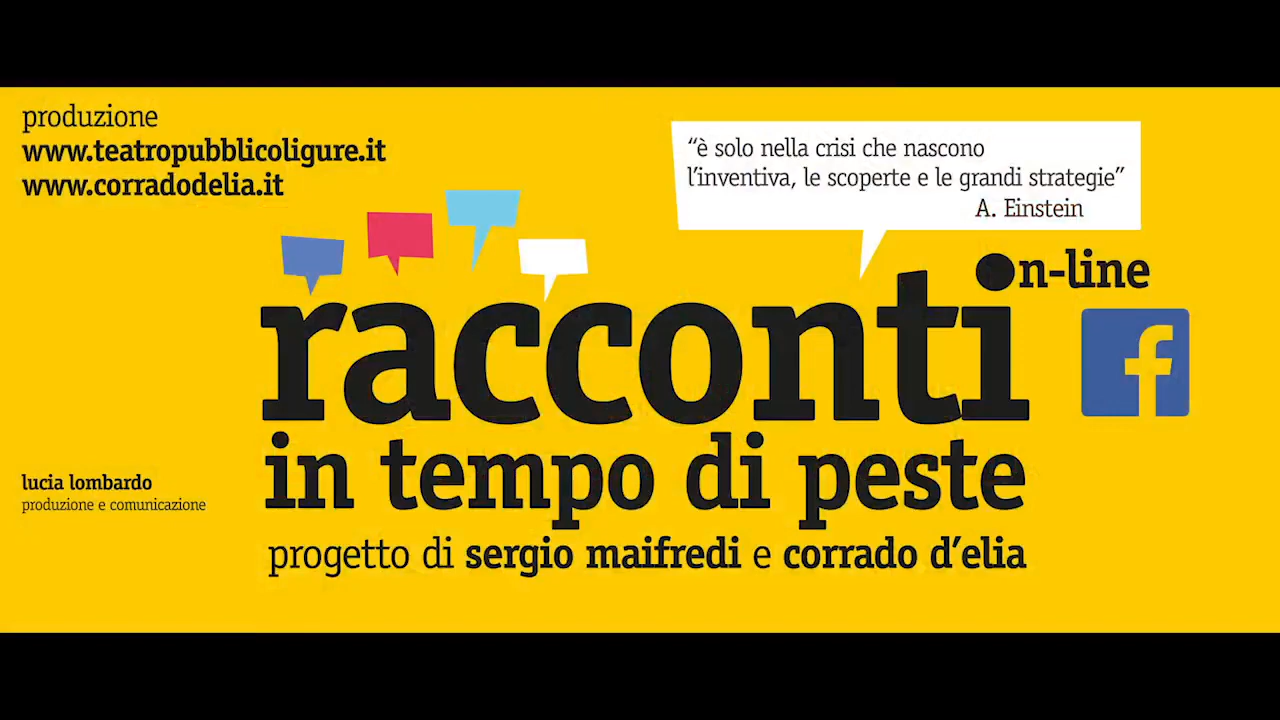 produzione
www.teatropubblicoligure.it
www.corradodelia.it
“è solo nella crisi che nascono
l’inventiva, le scoperte e le grandi strategie”
A. Einstein
on-line
racconti
f
in tempo di peste
lucia lombardo
produzione e comunicazione
progetto di sergio maifredi e corrado d’elia